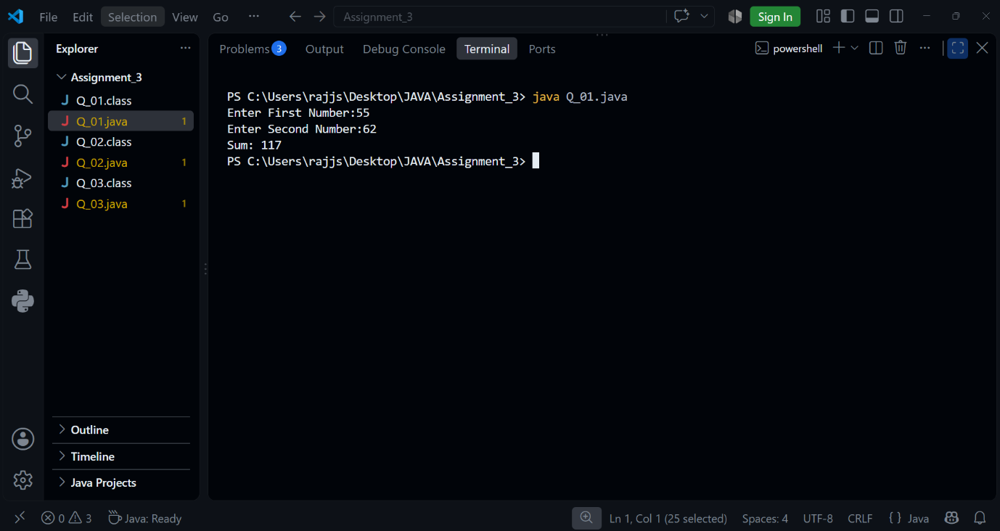 File Edit Selection View Go ··· Assignment_3 Sign In
Explorer ···
Assignment_3
J Q_01.class
J Q_01.java 1
J Q_02.class
J Q_02.java 1
J Q_03.class
J Q_03.java 1
Outline
Timeline
Java Projects
Problems 3 Output Debug Console Terminal Ports powershell ···
PS C:\Users\rajjs\Desktop\JAVA\Assignment_3> java Q_01.java
Enter First Number:55
Enter Second Number:62
Sum: 117
PS C:\Users\rajjs\Desktop\JAVA\Assignment_3>
0 3 Java: Ready Ln 1, Col 1 (25 selected) Spaces: 4 UTF-8 CRLF { } Java